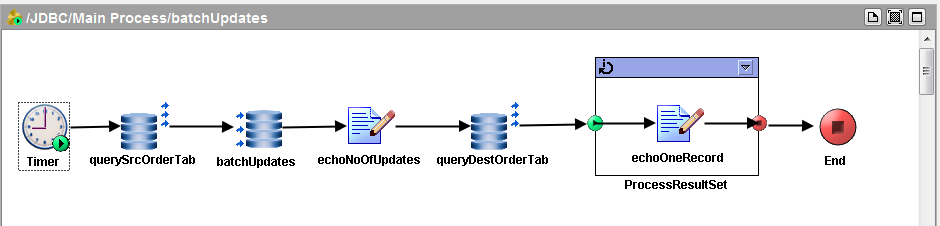 /JDBC/Main Process/batchUpdates
Timer
querySrcOrderTab
batchUpdates
echoNoOfUpdates
queryDestOrderTab
echoOneRecord
End
ProcessResultSet